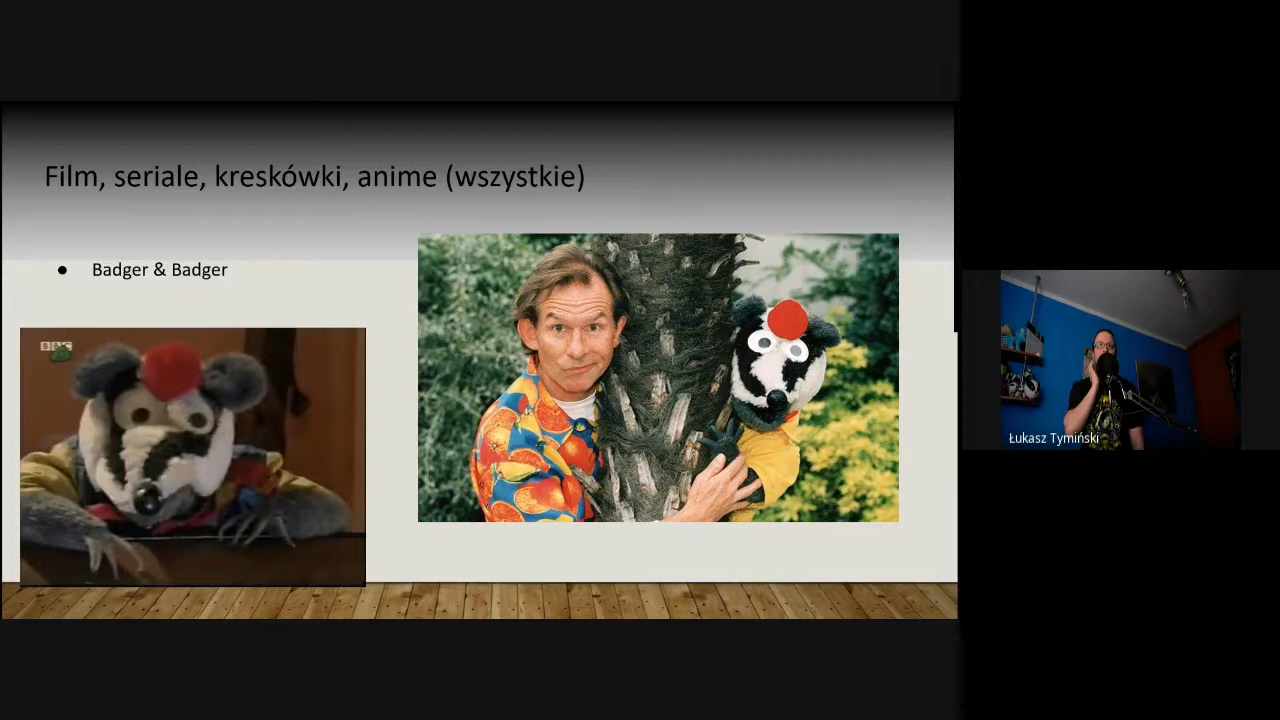 Film, seriale, kreskówki, anime (wszystkie)
● Badger & Badger
BBC
Łukasz Tymiński